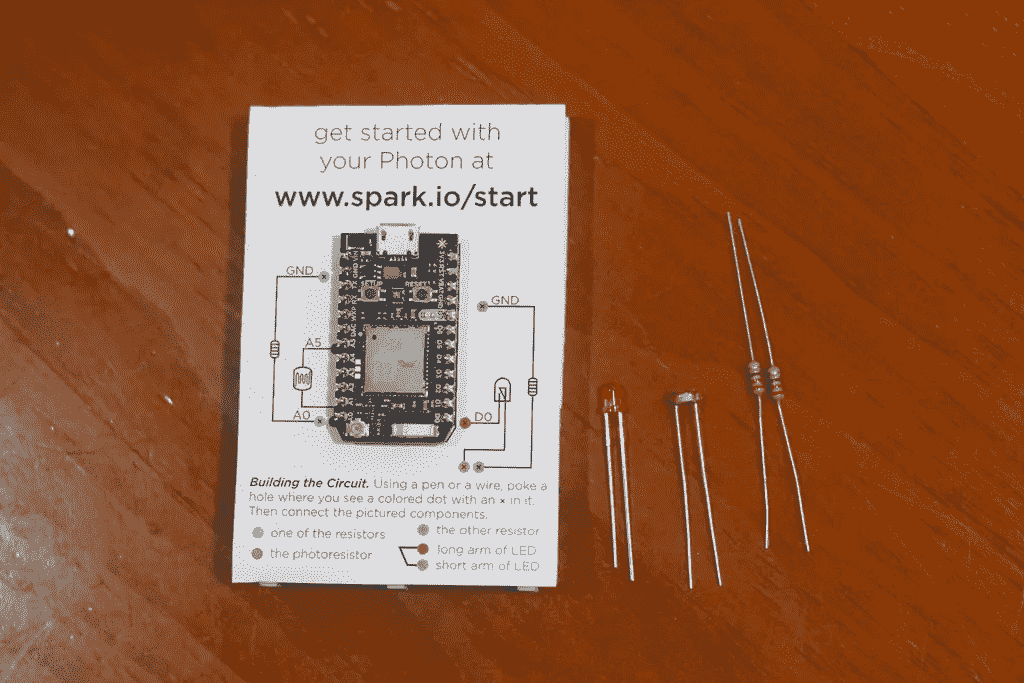 get started with
your Photon at
www.spark.io/start
SETUP
RESET
GND
GND
A5
A0
D0
Building the Circuit. Using a pen or a wire, poke a
hole where you see a colored dot with an × in it.
Then connect the pictured components.
one of the resistors
the photoresistor
the other resistor
long arm of LED
short arm of LED